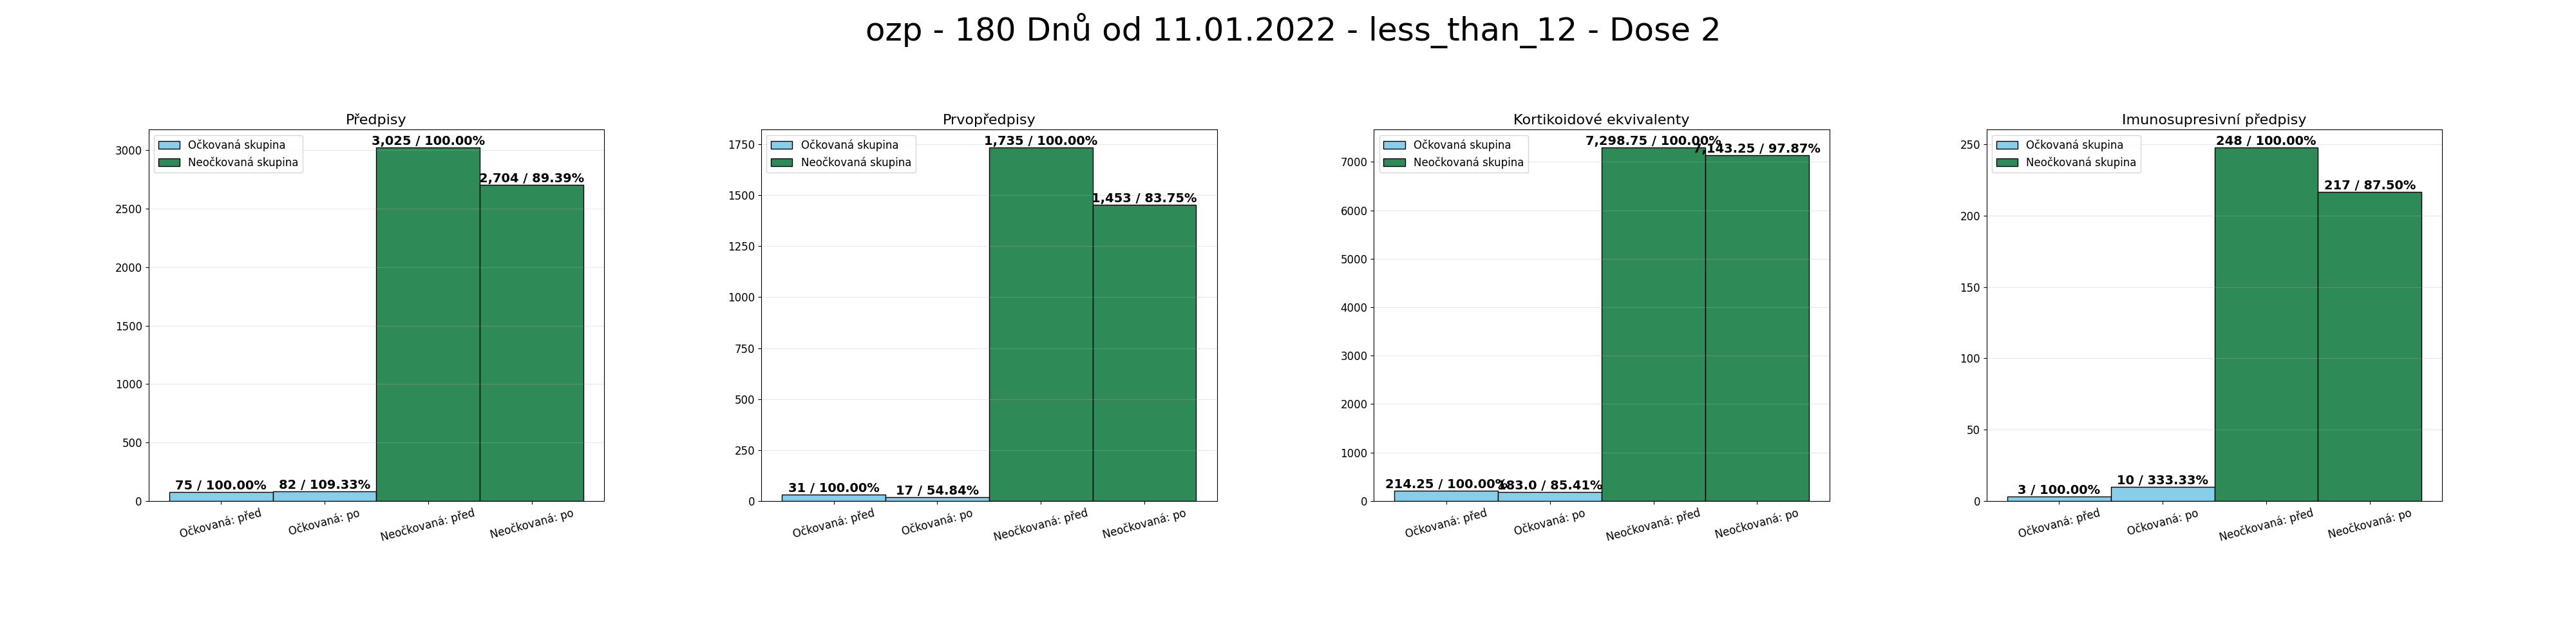 ozp - 180 Dnů od 11.01.2022 - less_than_12 - Dose 2
Předpisy
Očkovaná skupina
Neočkovaná skupina
3000
2500
2000
1500
1000
500
0
75 / 100.00%
82 / 109.33%
3,025 / 100.00%
2,704 / 89.39%
Očkovaná: před
Očkovaná: po
Neočkovaná: před
Neočkovaná: po
Prvopředpisy
Očkovaná skupina
Neočkovaná skupina
1750
1500
1250
1000
750
500
250
0
31 / 100.00%
17 / 54.84%
1,735 / 100.00%
1,453 / 83.75%
Očkovaná: před
Očkovaná: po
Neočkovaná: před
Neočkovaná: po
Kortikoidové ekvivalenty
Očkovaná skupina
Neočkovaná skupina
7000
6000
5000
4000
3000
2000
1000
0
214.25 / 100.00%
183.0 / 85.41%
7,298.75 / 100.00%
7,143.25 / 97.87%
Očkovaná: před
Očkovaná: po
Neočkovaná: před
Neočkovaná: po
Imunosupresivní předpisy
Očkovaná skupina
Neočkovaná skupina
250
200
150
100
50
0
3 / 100.00%
10 / 333.33%
248 / 100.00%
217 / 87.50%
Očkovaná: před
Očkovaná: po
Neočkovaná: před
Neočkovaná: po